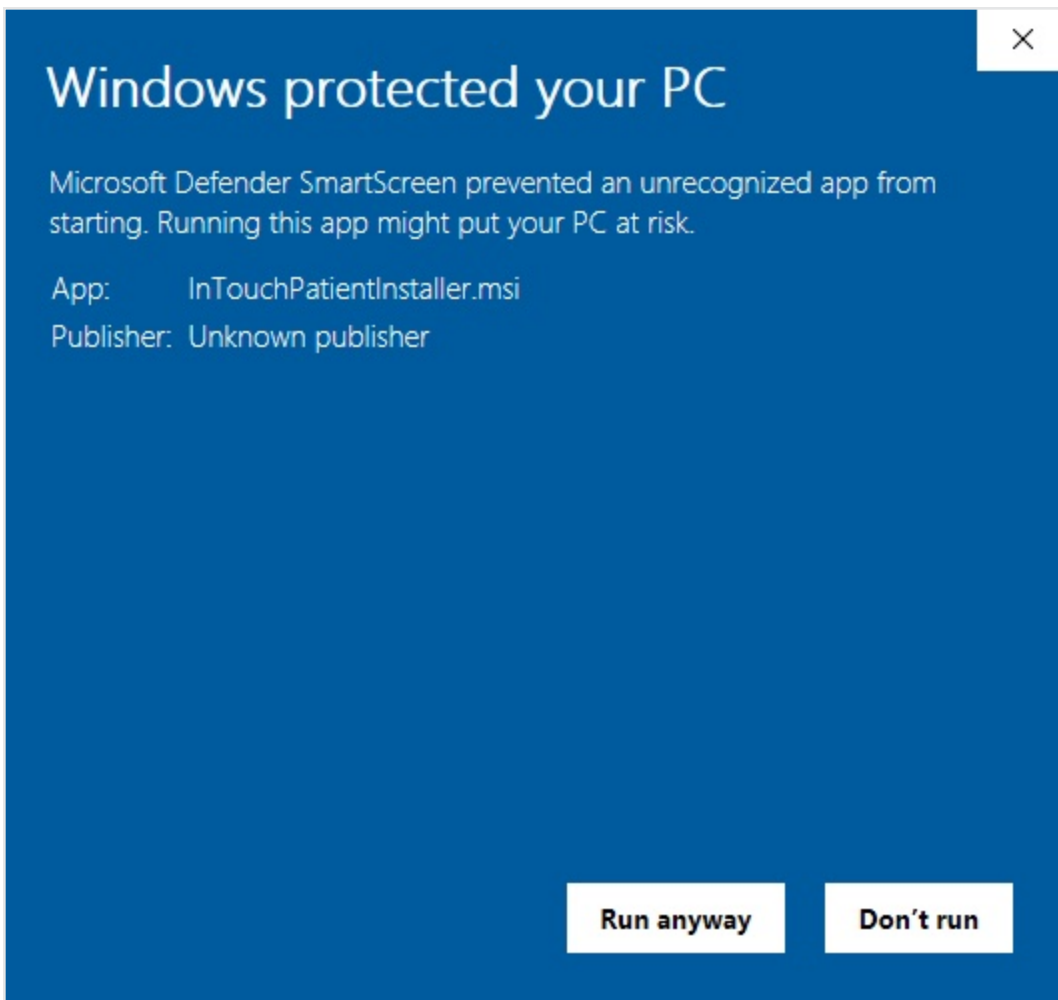 Windows protected your PC
Microsoft Defender SmartScreen prevented an unrecognized app from
starting. Running this app might put your PC at risk.
App: InTouchPatientInstaller.msi
Publisher: Unknown publisher
Run anyway Don’t run